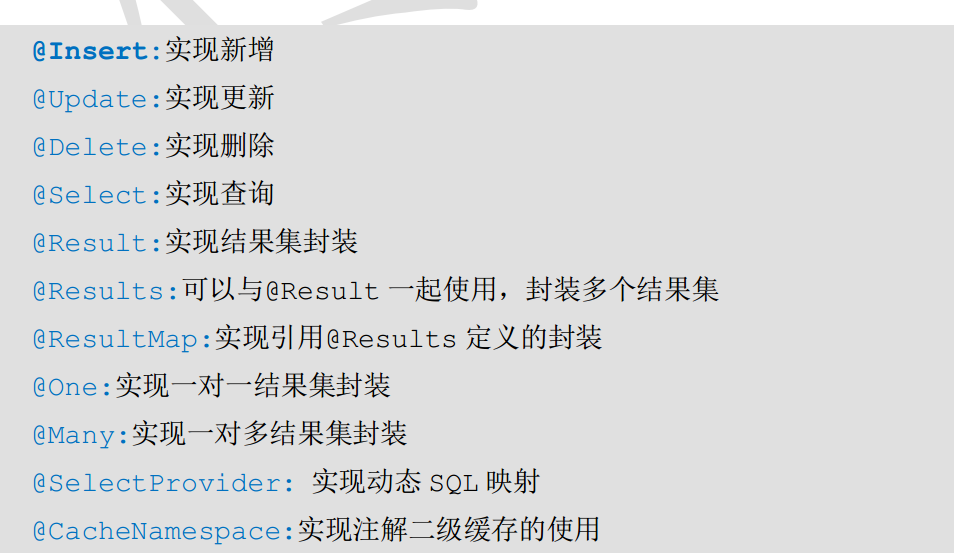 @Insert:实现新增
@Update:实现更新
@Delete:实现删除
@Select:实现查询
@Result:实现结果集封装
@Results:可以与@Result 一起使用，封装多个结果集
@ResultMap:实现引用@Results 定义的封装
@One:实现一对一结果集封装
@Many:实现一对多结果集封装
@SelectProvider: 实现动态 SQL 映射
@CacheNamespace:实现注解二级缓存的使用